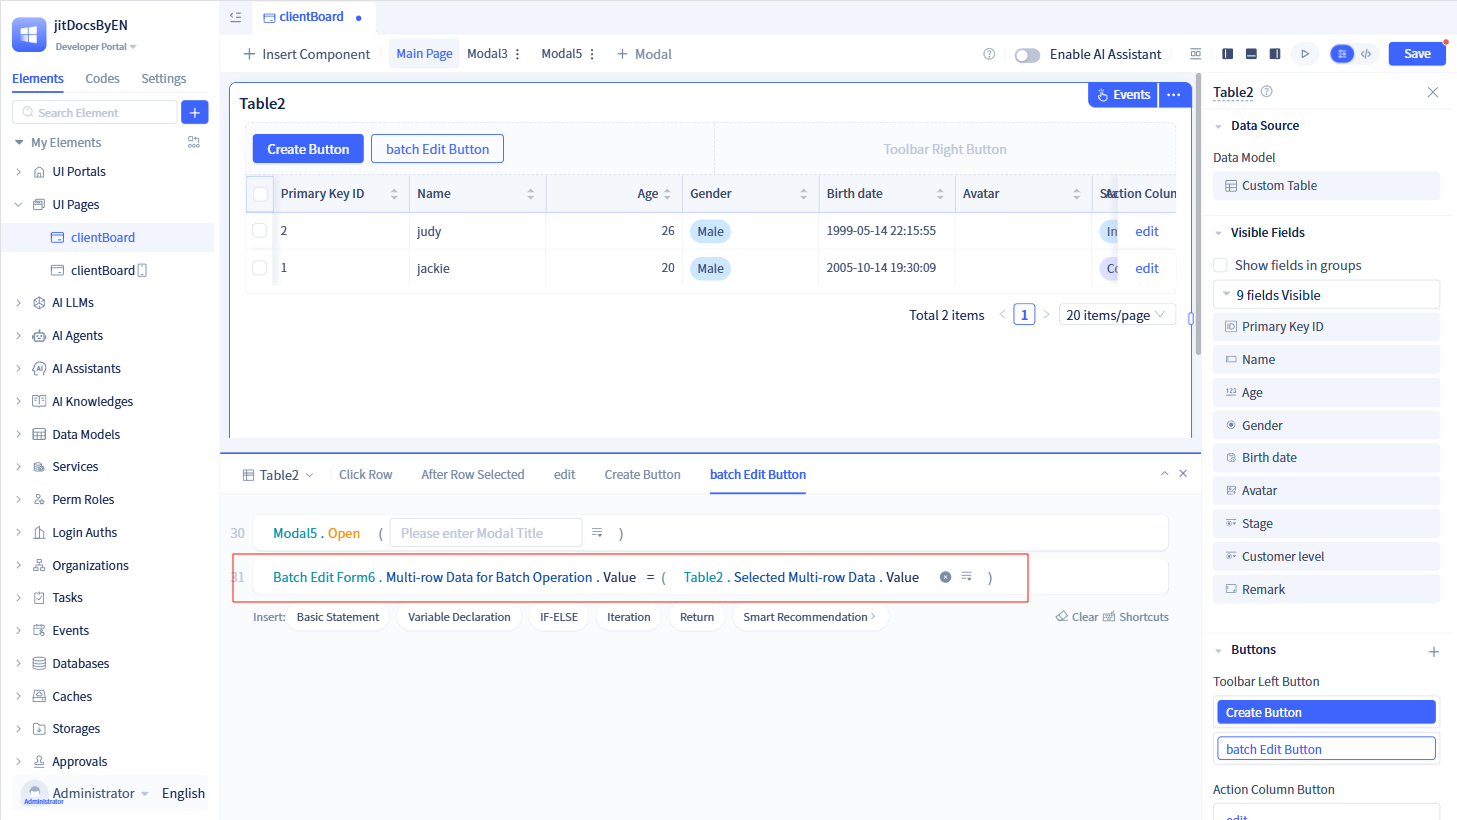 jitDocsByEN
Developer Portal
Elements Codes Settings
Search Element
My Elements
UI Portals
UI Pages
clientBoard
clientBoard
AI LLMs
AI Agents
AI Assistants
AI Knowledges
Data Models
Services
Perm Roles
Login Auths
Organizations
Tasks
Events
Databases
Caches
Storages
Approvals
Administrator
Administrator English
clientBoard
Insert Component Main Page Modal3 Modal5 Modal
Enable AI Assistant
Save
Table2
Events
Create Button batch Edit Button Toolbar Right Button
Primary Key ID Name Age Gender Birth date Avatar Action Colun
2 judy 26 Male 1999-05-14 22:15:55 In edit
1 jackie 20 Male 2005-10-14 19:30:09 edit
Total 2 items 1 20 items/page
Table2 Click Row After Row Selected edit Create Button batch Edit Button
30 Modal5 . Open ( Please enter Modal Title )
31 Batch Edit Form6 . Multi-row Data for Batch Operation . Value = ( Table2 . Selected Multi-row Data . Value )
Insert: Basic Statement Variable Declaration IF-ELSE Iteration Return Smart Recommendation Clear Shortcuts
Table2
Data Source
Data Model
Custom Table
Visible Fields
Show fields in groups
9 fields Visible
Primary Key ID
Name
Age
Gender
Birth date
Avatar
Stage
Customer level
Remark
Buttons
Toolbar Left Button
Create Button
batch Edit Button
Action Column Button
edit